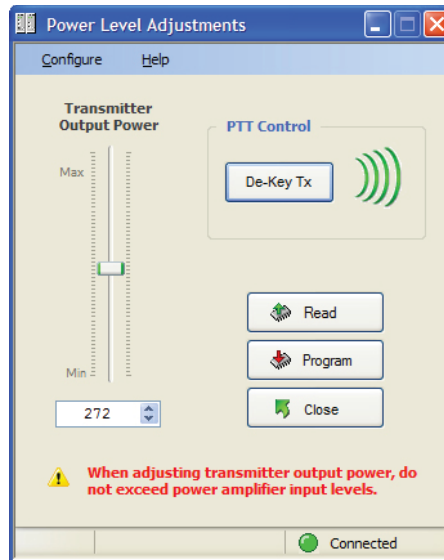 Power Level Adjustments
Configure Help
Transmitter
Output Power
Max
Min
272
PTT Control
De-Key Tx
Read
Program
Close
When adjusting transmitter output power, do
not exceed power amplifier input levels.
Connected